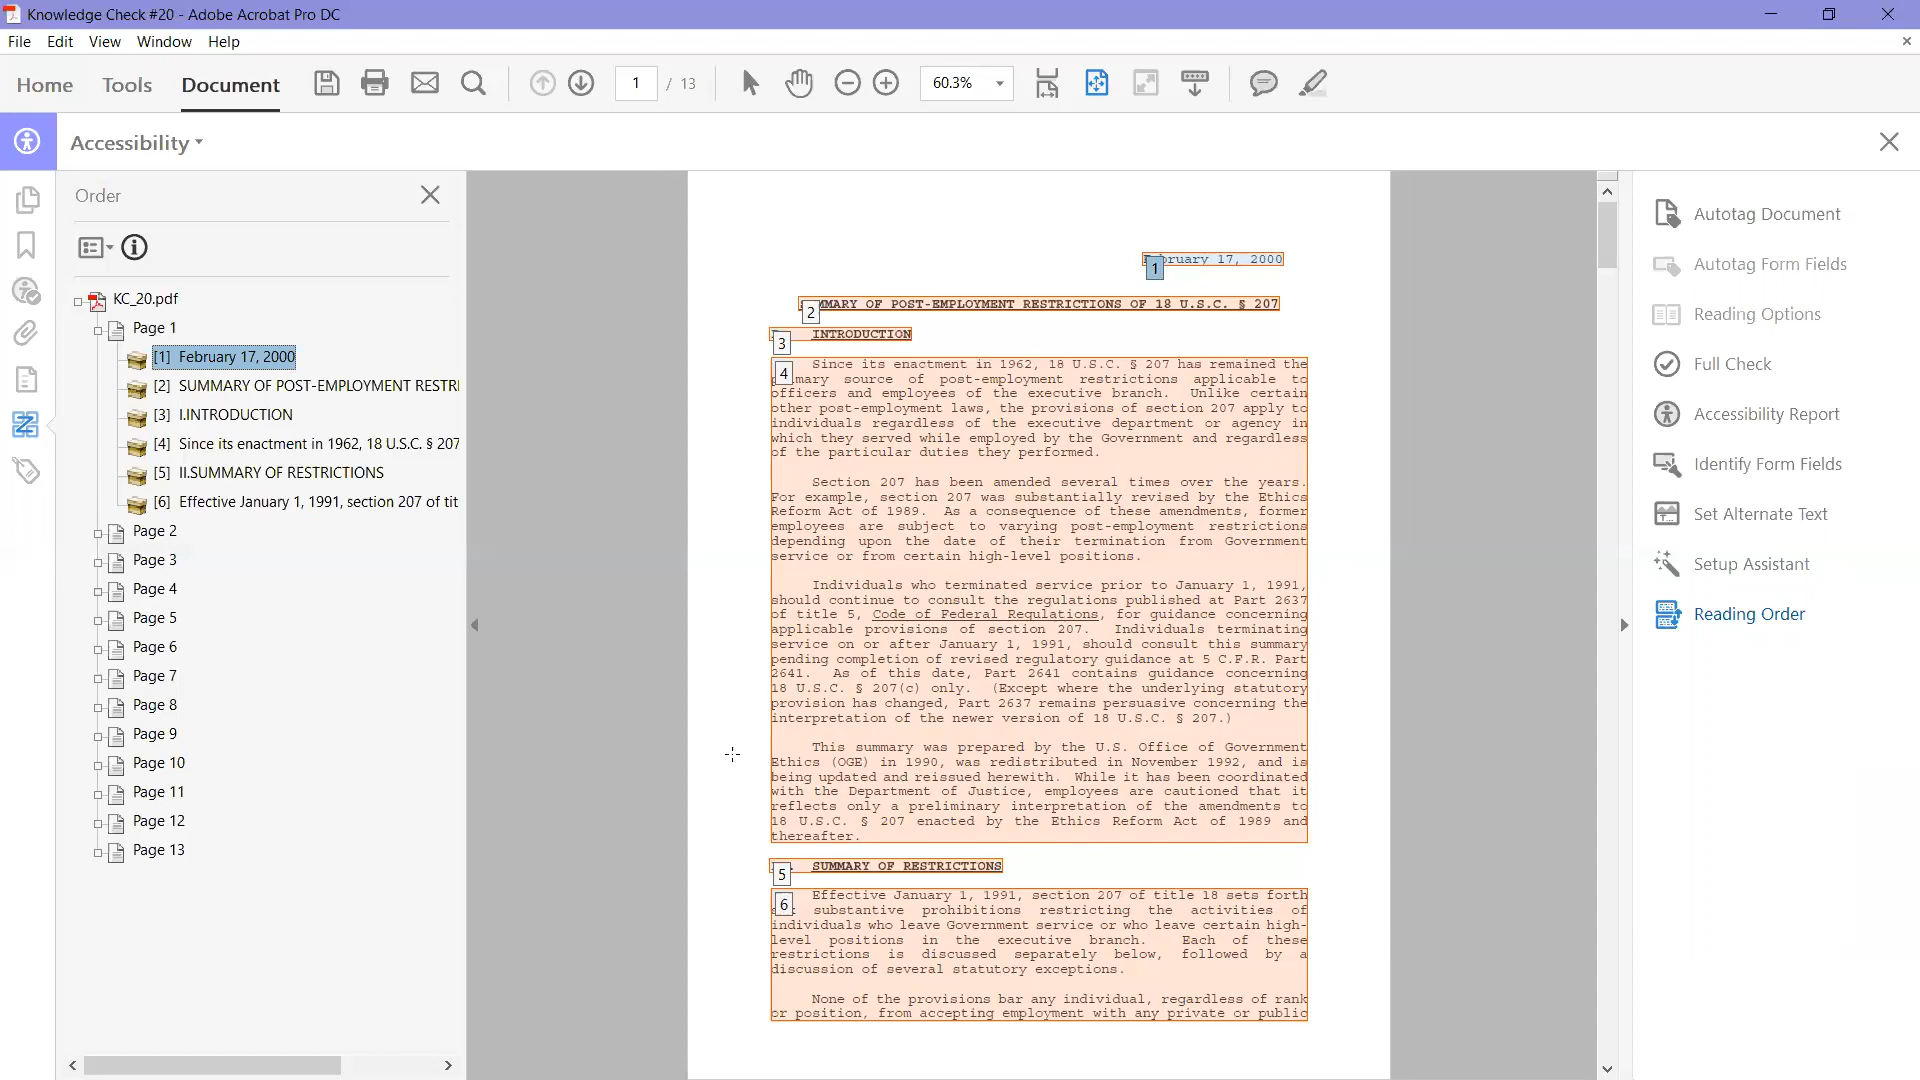 Knowledge Check #20 - Adobe Acrobat Pro DC
File Edit View Window Help
Home Tools Document 1 / 13 60.3%
Accessibility
Order
KC_20.pdf
Page 1
[1] February 17, 2000
[2] SUMMARY OF POST-EMPLOYMENT RESTRI
[3] I.INTRODUCTION
[4] Since its enactment in 1962, 18 U.S.C. § 207
[5] II.SUMMARY OF RESTRICTIONS
[6] Effective January 1, 1991, section 207 of tit
Page 2
Page 3
Page 4
Page 5
Page 6
Page 7
Page 8
Page 9
Page 10
Page 11
Page 12
Page 13
1 February 17, 2000
2 SUMMARY OF POST-EMPLOYMENT RESTRICTIONS OF 18 U.S.C. § 207
3 INTRODUCTION
4 Since its enactment in 1962, 18 U.S.C. § 207 has remained the
primary source of post-employment restrictions applicable to
officers and employees of the executive branch. Unlike certain
other post-employment laws, the provisions of section 207 apply to
individuals regardless of the executive department or agency in
which they served while employed by the Government and regardless
of the particular duties they performed.
Section 207 has been amended several times over the years.
For example, section 207 was substantially revised by the Ethics
Reform Act of 1989. As a consequence of these amendments, former
employees are subject to varying post-employment restrictions
depending upon the date of their termination from Government
service or from certain high-level positions.
Individuals who terminated service prior to January 1, 1991,
should continue to consult the regulations published at Part 2637
of title 5, Code of Federal Regulations, for guidance concerning
applicable provisions of section 207. Individuals terminating
service on or after January 1, 1991, should consult this summary
pending completion of revised regulatory guidance at 5 C.F.R. Part
2641. As of this date, Part 2641 contains guidance concerning
18 U.S.C. § 207(c) only. (Except where the underlying statutory
provision has changed, Part 2637 remains persuasive concerning the
interpretation of the newer version of 18 U.S.C. § 207.)
This summary was prepared by the U.S. Office of Government
Ethics (OGE) in 1990, was redistributed in November 1992, and is
being updated and reissued herewith. While it has been coordinated
with the Department of Justice, employees are cautioned that it
reflects only a preliminary interpretation of the amendments to
18 U.S.C. § 207 enacted by the Ethics Reform Act of 1989 and
thereafter.
5 SUMMARY OF RESTRICTIONS
6 Effective January 1, 1991, section 207 of title 18 sets forth
substantive prohibitions restricting the activities of
individuals who leave Government service or who leave certain high-
level positions in the executive branch. Each of these
restrictions is discussed separately below, followed by a
discussion of several statutory exceptions.
None of the provisions bar any individual, regardless of rank
or position, from accepting employment with any private or public
Autotag Document
Autotag Form Fields
Reading Options
Full Check
Accessibility Report
Identify Form Fields
Set Alternate Text
Setup Assistant
Reading Order